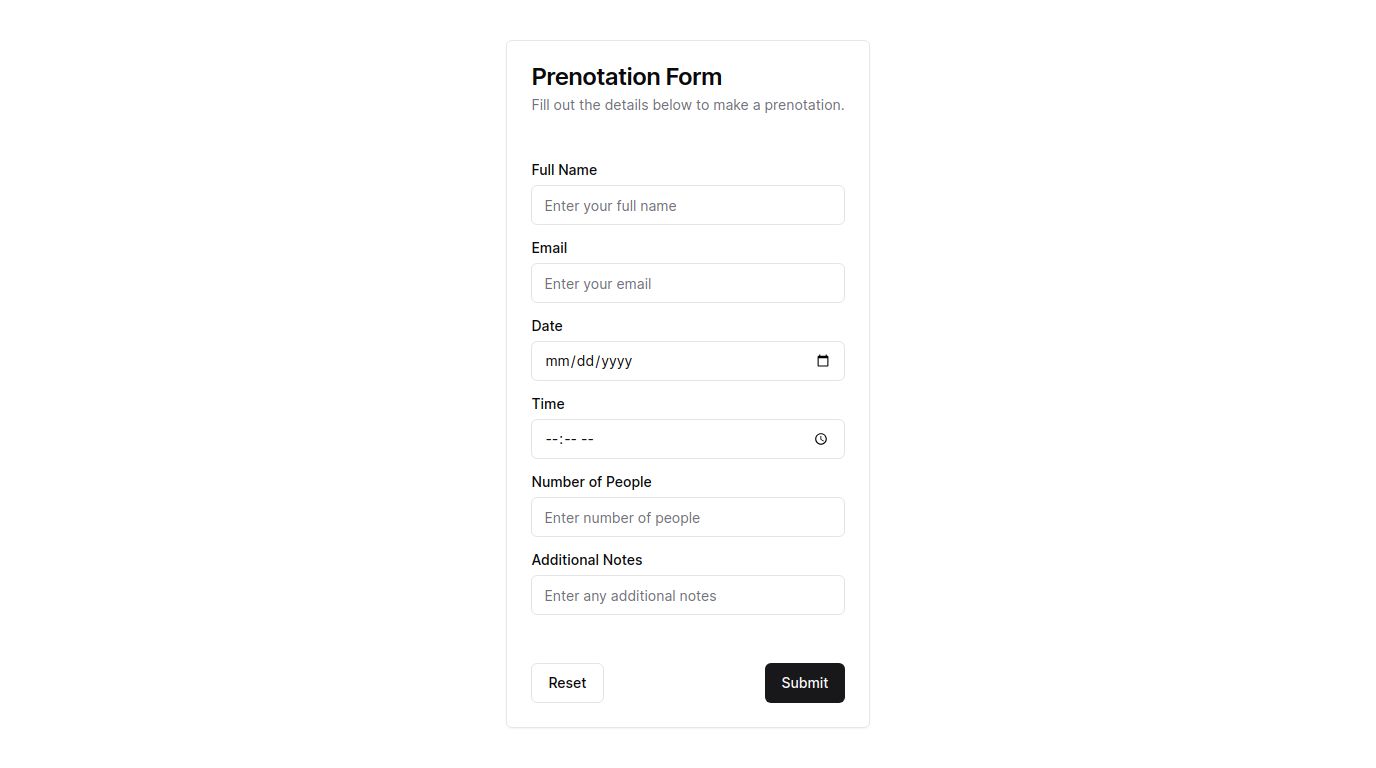 Prenotation Form
Fill out the details below to make a prenotation.
Full Name
Enter your full name
Email
Enter your email
Date
mm/dd/yyyy
Time
--:-- --
Number of People
Enter number of people
Additional Notes
Enter any additional notes
Reset
Submit